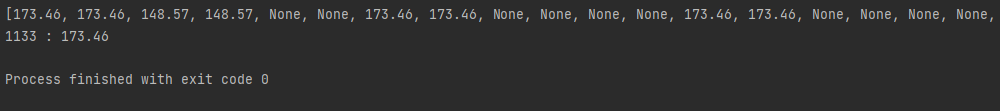 [173.46, 173.46, 148.57, 148.57, None, None, 173.46, 173.46, None, None, None, None, 173.46, 173.46, None, None, None, None,
1133 : 173.46
Process finished with exit code 0